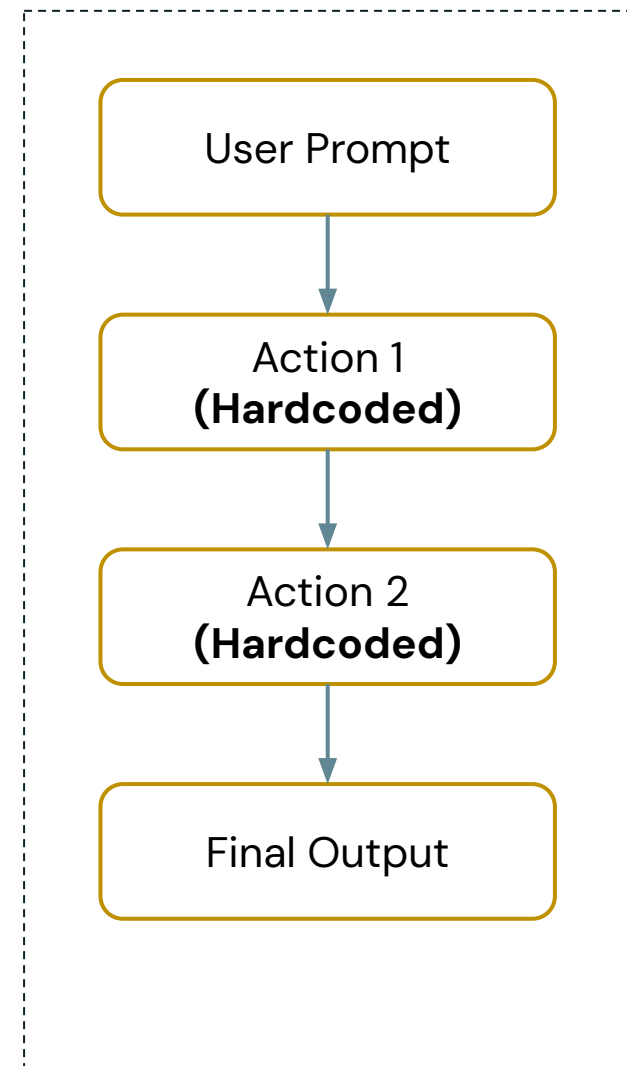 User Prompt
Action 1
(Hardcoded)
Action 2
(Hardcoded)
Final Output